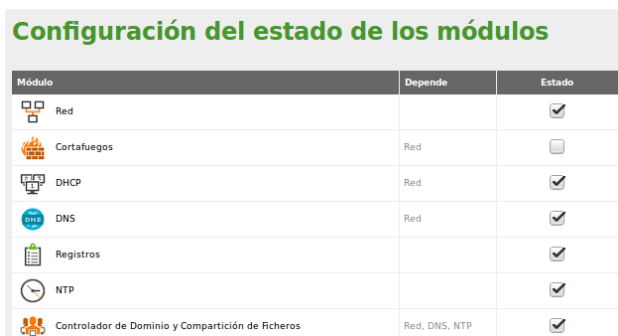 Configuración del estado de los módulos
Módulo Depende Estado
Red
Cortafuegos Red
DHCP Red
DNS DNS Red
Registros
NTP
Controlador de Dominio y Compartición de Ficheros Red, DNS, NTP